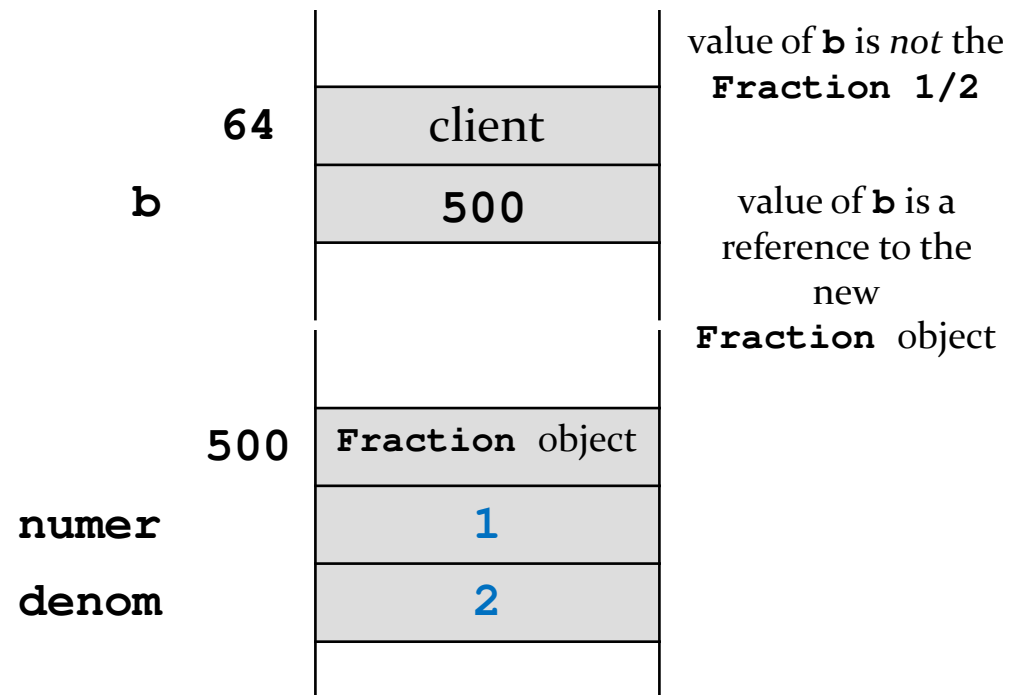 value of b is not the
Fraction 1/2
64 client
b 500
value of b is a
reference to the
new
Fraction object
500 Fraction object
numer 1
denom 2